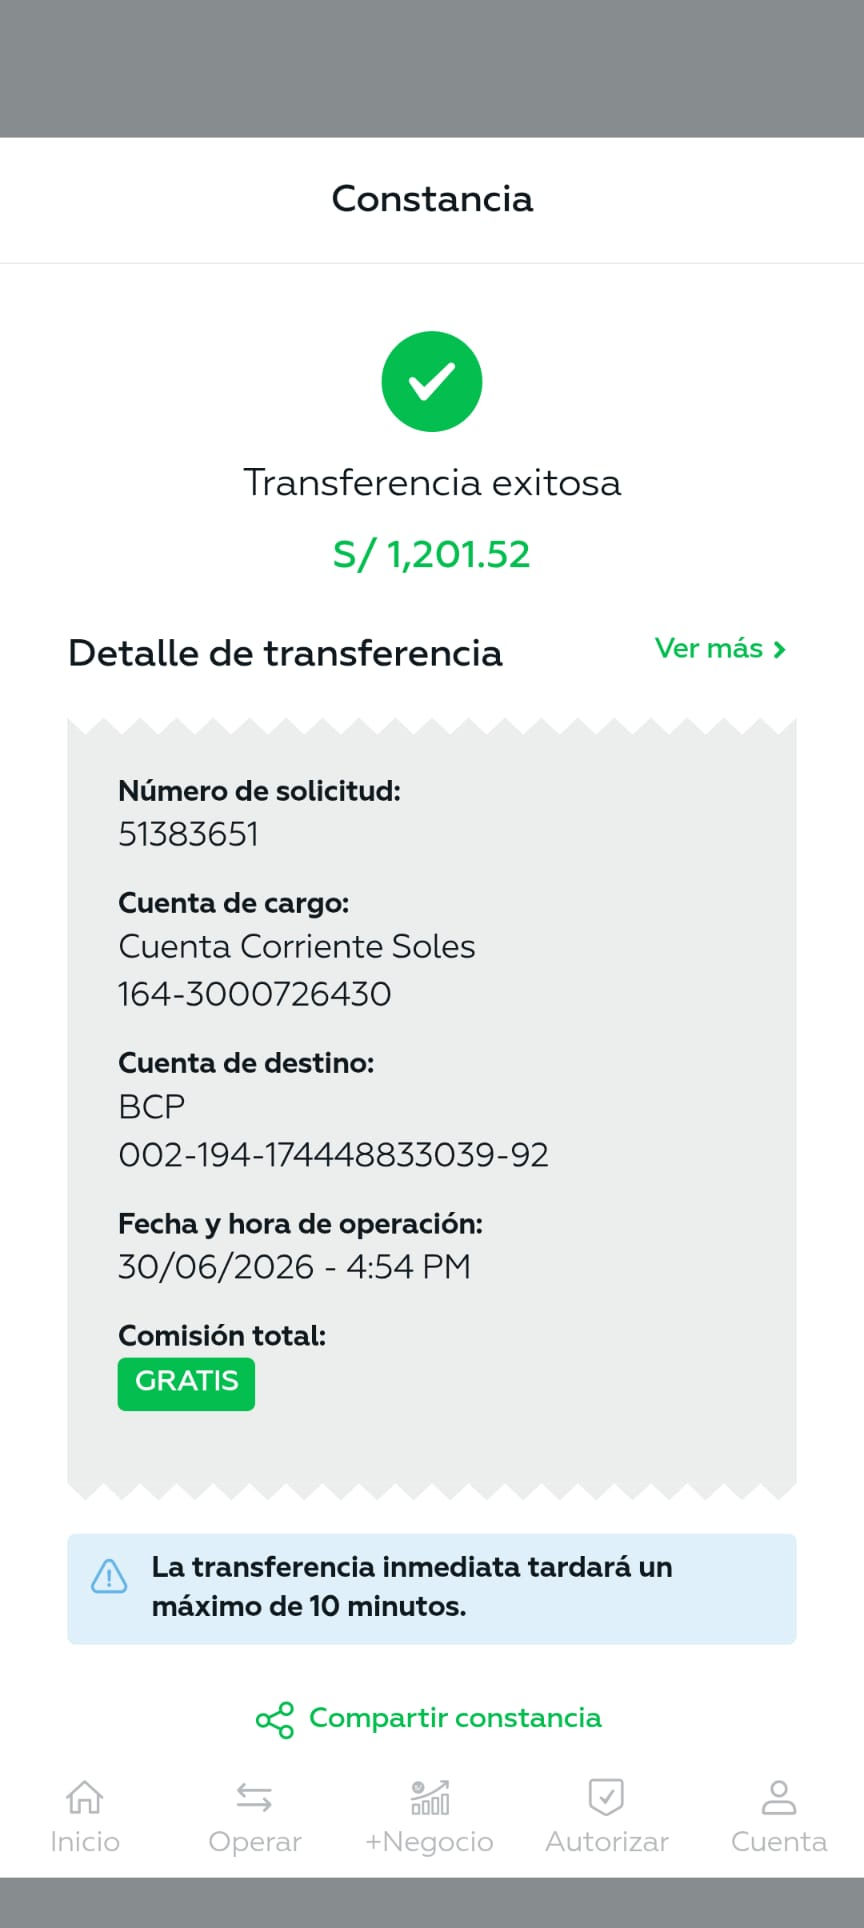 Constancia
Transferencia exitosa
S/ 1,201.52
Detalle de transferencia
Ver más >
Número de solicitud:
51383651
Cuenta de cargo:
Cuenta Corriente Soles
164-3000726430
Cuenta de destino:
BCP
002-194-174448833039-92
Fecha y hora de operación:
30/06/2026 - 4:54 PM
Comisión total:
GRATIS
La transferencia inmediata tardará un
máximo de 10 minutos.
Compartir constancia
Inicio
Operar
+Negocio
Autorizar
Cuenta